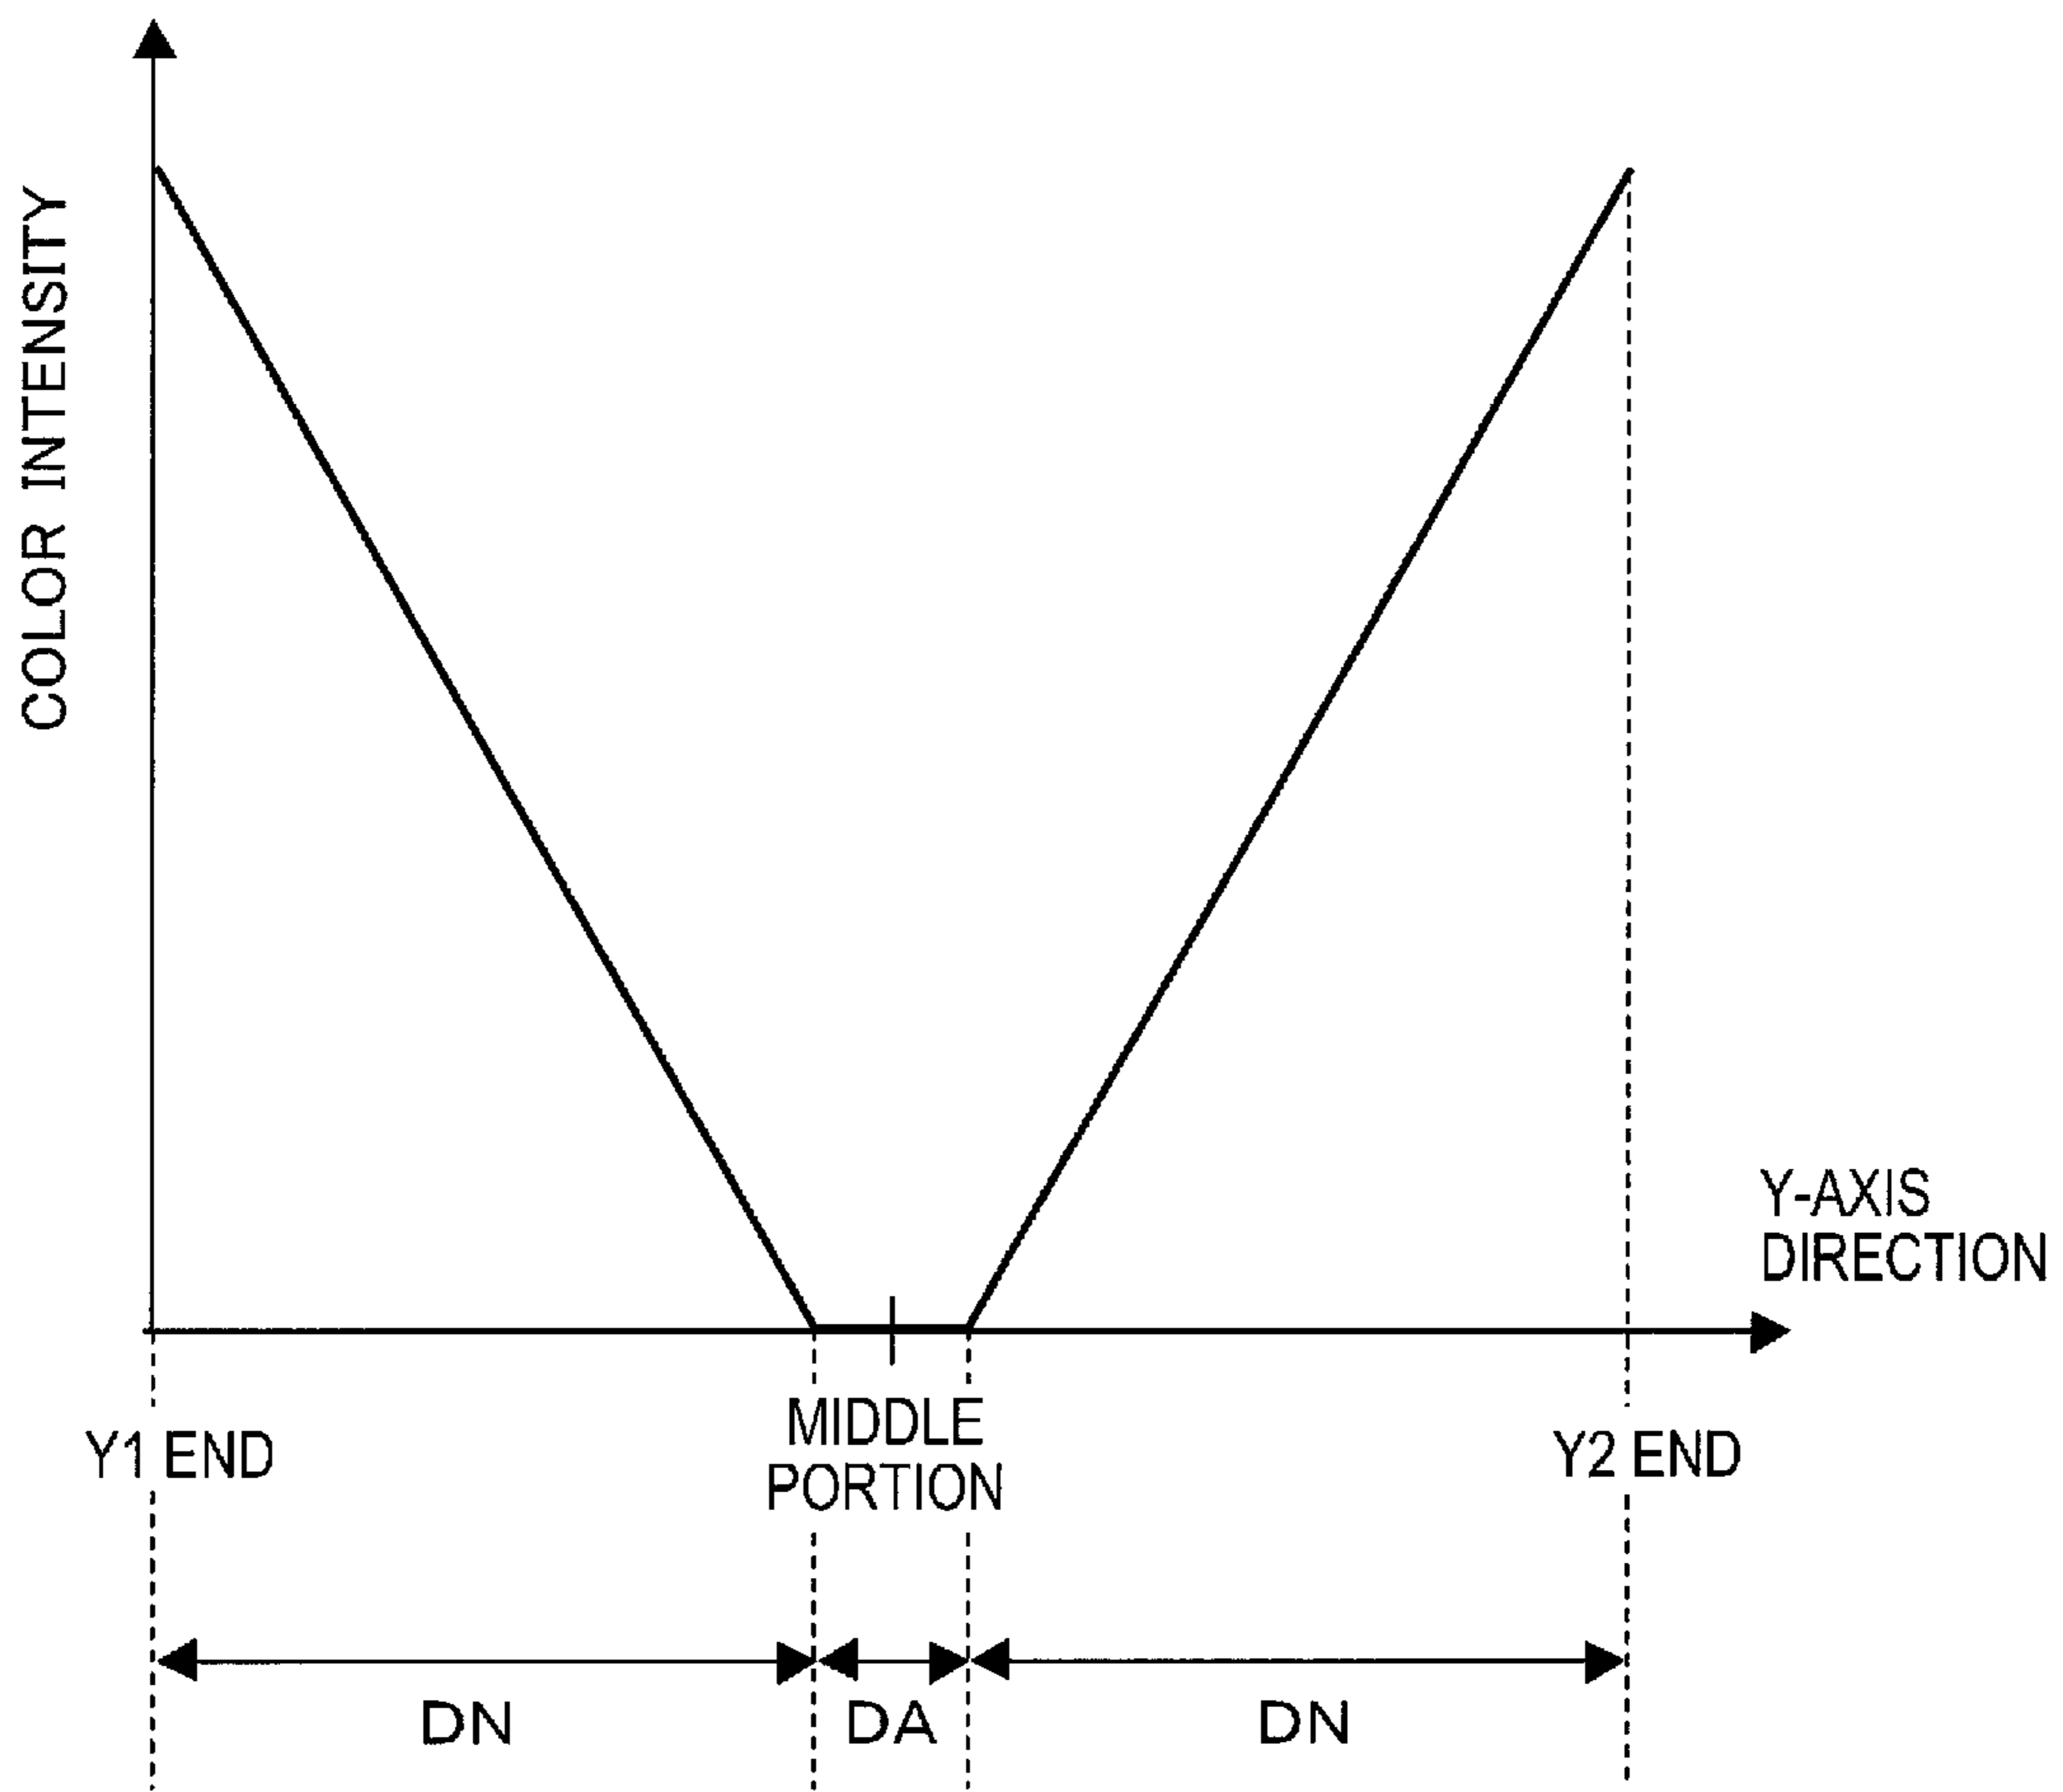 COLOR INTENSITY
Y-AXIS
DIRECTION
Y1 END
MIDDLE
PORTION
Y2 END
DN
DA
DN